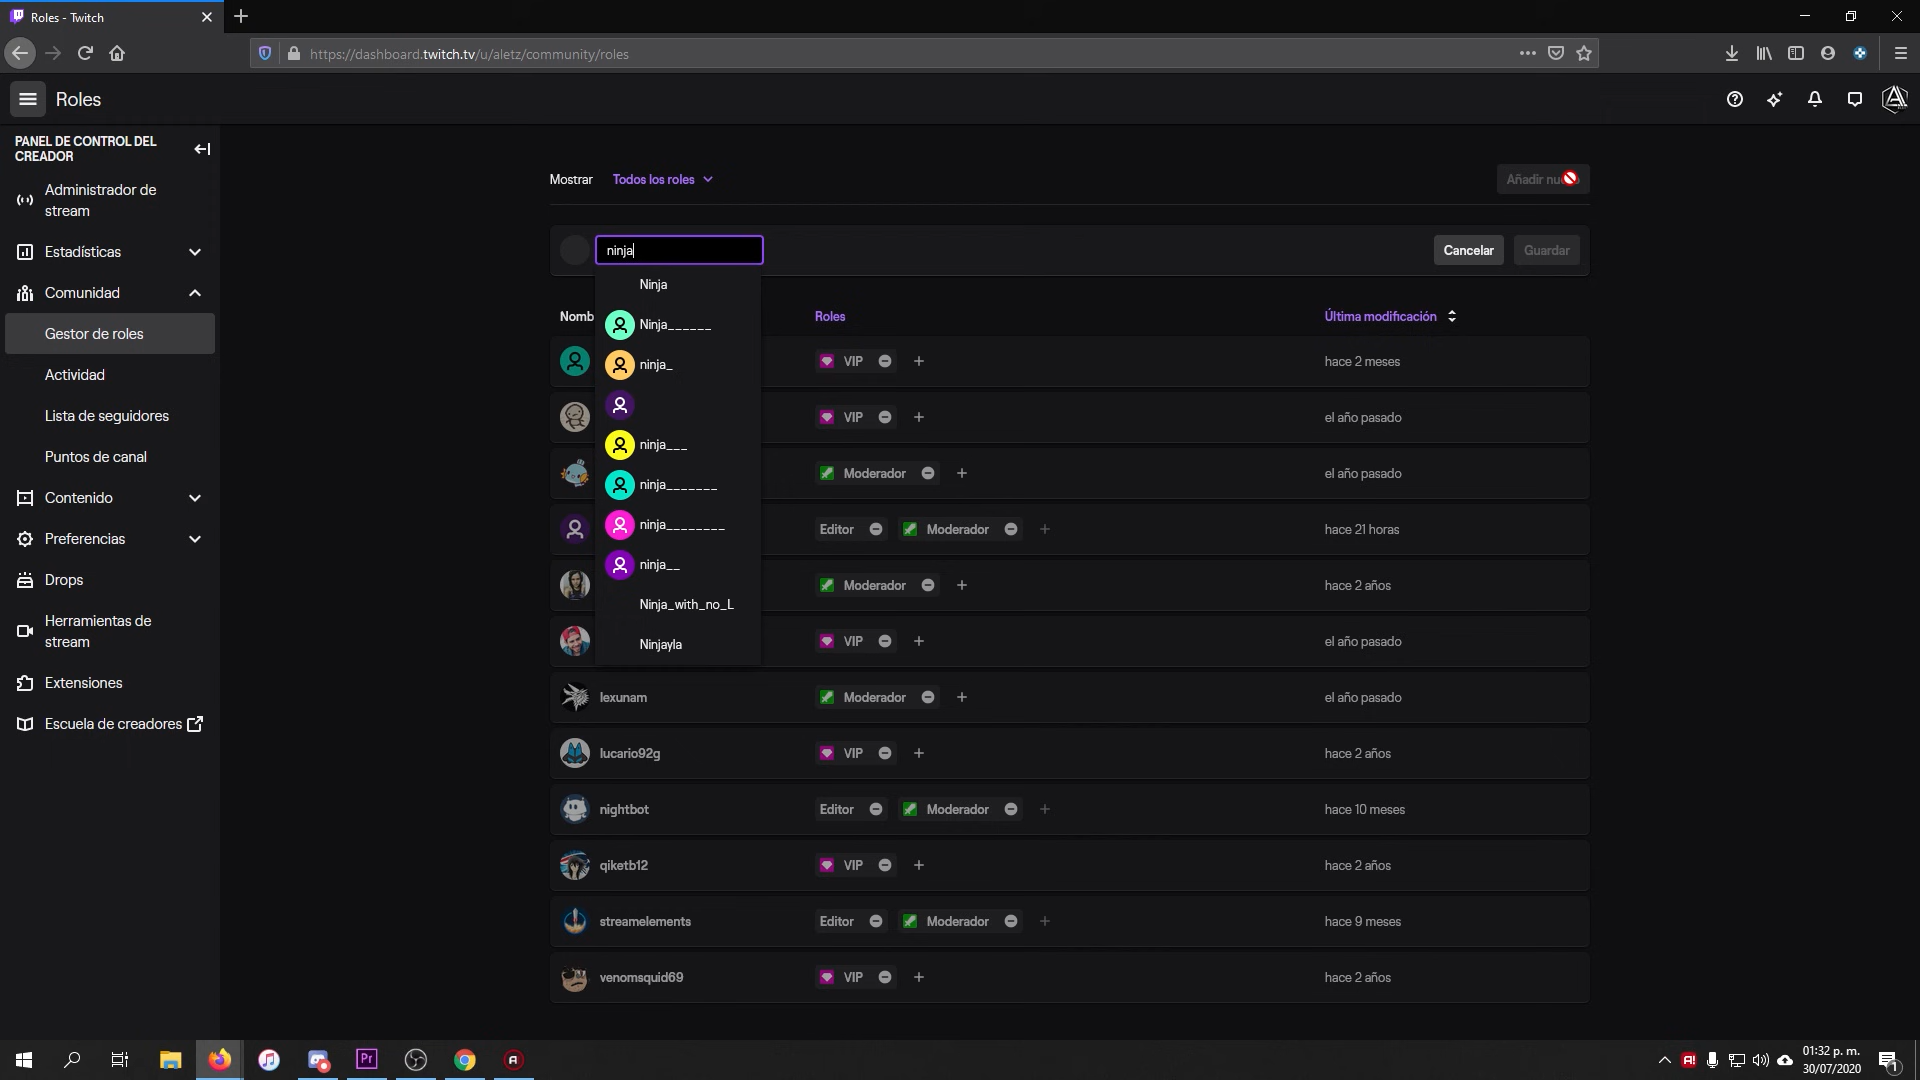 Roles - Twitch
https://dashboard.twitch.tv/u/aletz/community/roles
Roles
PANEL DE CONTROL DEL
CREADOR
Administrador de
stream
Estadísticas
Comunidad
Gestor de roles
Actividad
Lista de seguidores
Puntos de canal
Contenido
Preferencias
Drops
Herramientas de
stream
Extensiones
Escuela de creadores
Mostrar Todos los roles
Añadir
ninja
Cancelar Guardar
Ninja
Ninja______
ninja_
ninja___
ninja_______
ninja________
ninja__
Ninja_with_no_L
Ninjayla
Nomb Roles Última modificación
VIP hace 2 meses
VIP el año pasado
Moderador el año pasado
Editor Moderador hace 21 horas
Moderador hace 2 años
VIP el año pasado
lexunam Moderador el año pasado
lucario92g VIP hace 2 años
nightbot Editor Moderador hace 10 meses
qiketb12 VIP hace 2 años
streamelements Editor Moderador hace 9 meses
venomsquid69 VIP hace 2 años
Pr
01:32 p. m.
30/07/2020
1